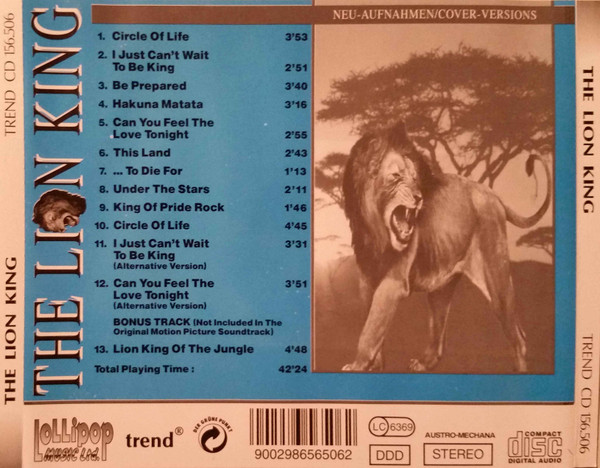 TREND CD 156.506
THE LION KING
THE LION KING
NEU-AUFNAHMEN/COVER-VERSIONS
1. Circle Of Life 3'53
2. I Just Can't Wait
To Be King 2'51
3. Be Prepared 3'40
4. Hakuna Matata 3'16
5. Can You Feel The
Love Tonight 2'55
6. This Land 2'43
7. ... To Die For 1'13
8. Under The Stars 2'11
9. King Of Pride Rock 1'46
10. Circle Of Life 4'45
11. I Just Can't Wait 3'31
To Be King
(Alternative Version)
12. Can You Feel The 3'51
Love Tonight
(Alternative Version)
BONUS TRACK (Not Included In The
Original Motion Picture Soundtrack)
13. Lion King Of The Jungle 4'48
Total Playing Time : 42'24
Lollipop
MUSIC Ltd.
trend®
DER GRÜNE PUNKT
9002986565062
LC 6369
DDD
AUSTRO-MECHANA
STEREO
COMPACT
disc
DIGITAL AUDIO
THE LION KING
TREND CD 156.506